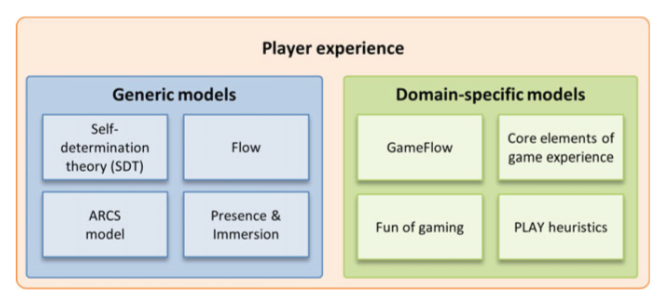 Player experience
Generic models
Self-
determination
theory (SDT)
Flow
ARCS
model
Presence &
Immersion
Domain-specific models
GameFlow
Core elements of
game experience
Fun of gaming
PLAY heuristics